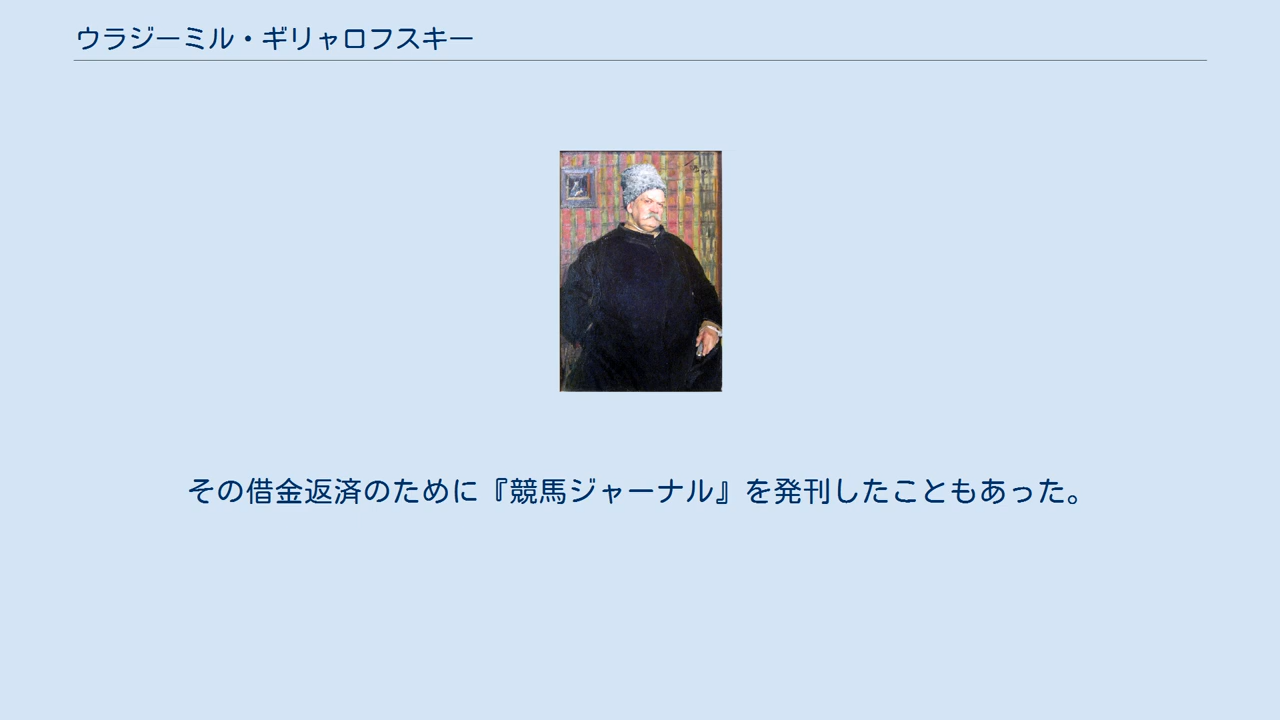 ウラジーミル・ギリャロフスキー
その借金返済のために『競馬ジャーナル』を発刊したこともあった。